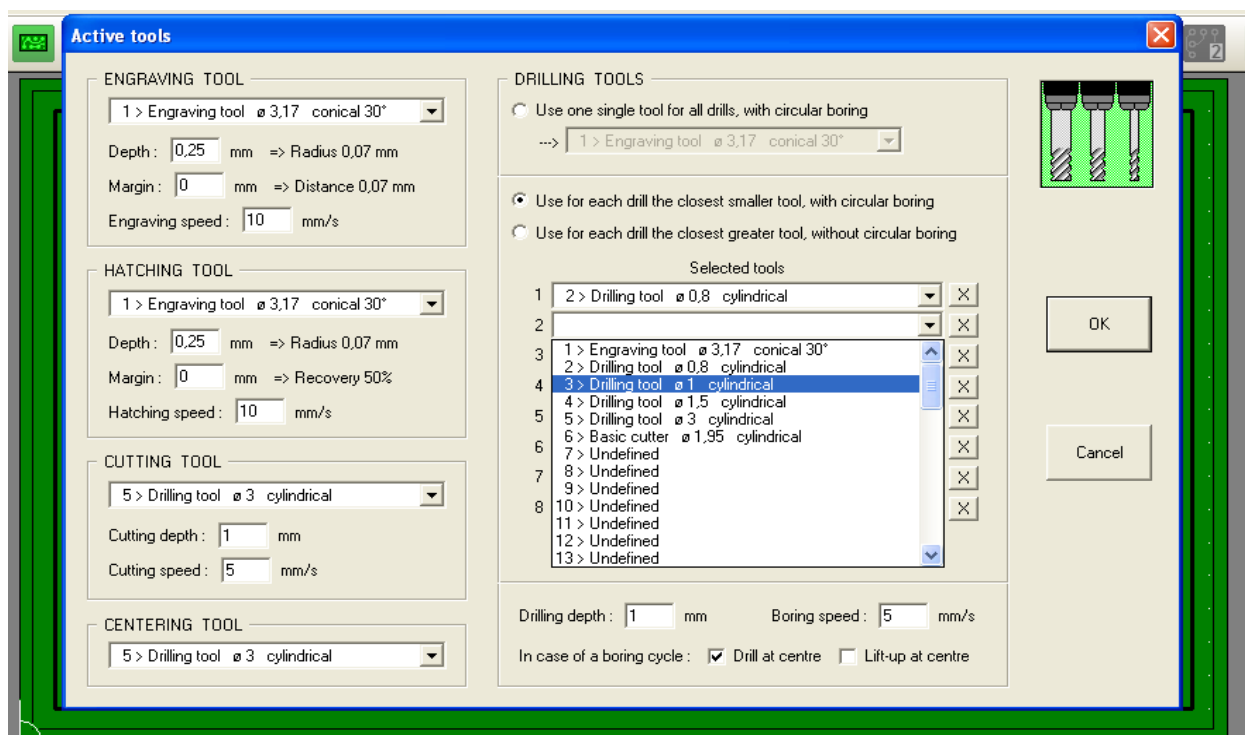 Active tools
ENGRAVING TOOL
1 > Engraving tool ø 3,17 conical 30°
Depth : 0,25 mm => Radius 0,07 mm
Margin : 0 mm => Distance 0,07 mm
Engraving speed : 10 mm/s
HATCHING TOOL
1 > Engraving tool ø 3,17 conical 30°
Depth : 0,25 mm => Radius 0,07 mm
Margin : 0 mm => Recovery 50%
Hatching speed : 10 mm/s
CUTTING TOOL
5 > Drilling tool ø 3 cylindrical
Cutting depth : 1 mm
Cutting speed : 5 mm/s
CENTERING TOOL
5 > Drilling tool ø 3 cylindrical
DRILLING TOOLS
Use one single tool for all drills, with circular boring
---> 1 > Engraving tool ø 3,17 conical 30°
Use for each drill the closest smaller tool, with circular boring
Use for each drill the closest greater tool, without circular boring
Selected tools
1 2 > Drilling tool ø 0,8 cylindrical X
2 X
3 X
4 X
5 X
6 X
7 X
8 X
1 > Engraving tool ø 3,17 conical 30°
2 > Drilling tool ø 0,8 cylindrical
3 > Drilling tool ø 1 cylindrical
4 > Drilling tool ø 1,5 cylindrical
5 > Drilling tool ø 3 cylindrical
6 > Basic cutter ø 1,95 cylindrical
7 > Undefined
8 > Undefined
9 > Undefined
10 > Undefined
11 > Undefined
12 > Undefined
13 > Undefined
Drilling depth : 1 mm Boring speed : 5 mm/s
In case of a boring cycle : Drill at centre Lift-up at centre
OK
Cancel
2